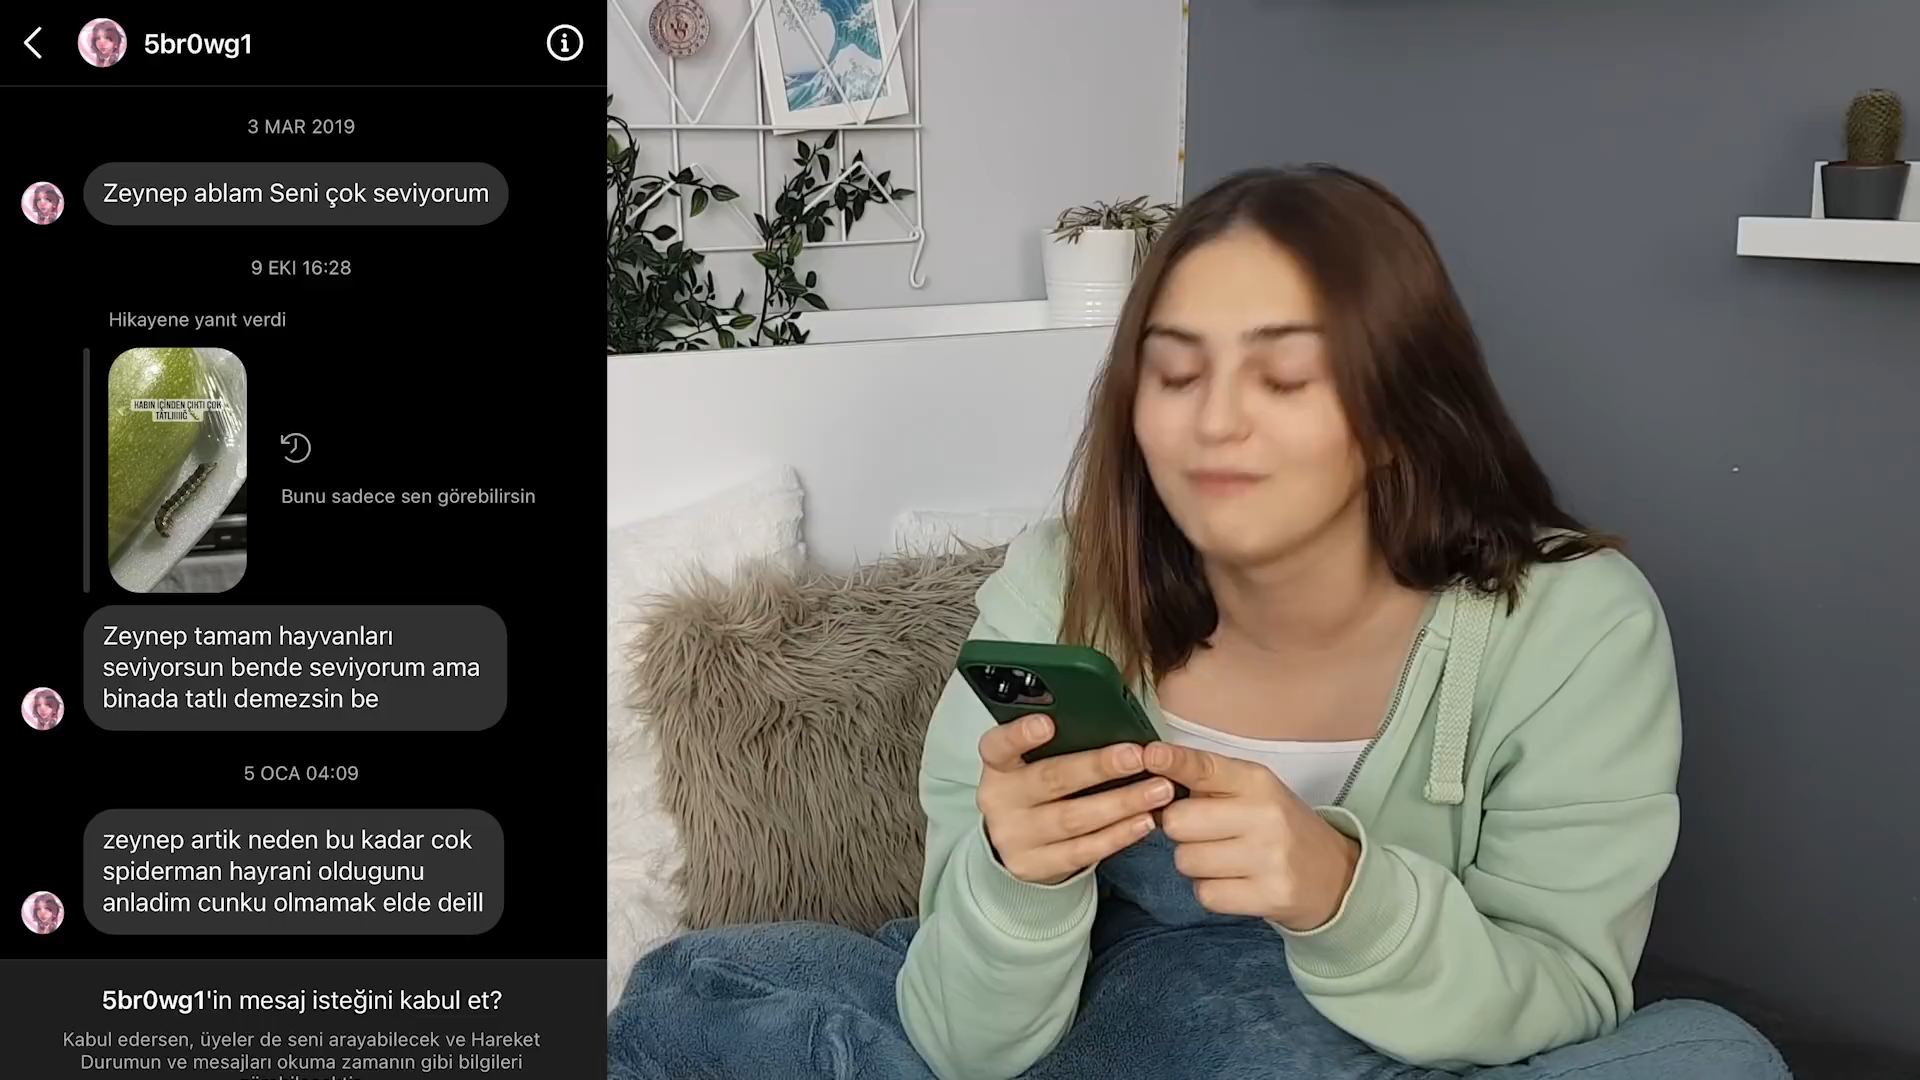 5br0wg1
3 MAR 2019
Zeynep ablam Seni çok seviyorum
9 EKI 16:28
Hikayene yanıt verdi
KABIN İÇİNDEN ÇIKTI ÇOK
TATLIIIIIĞ
Bunu sadece sen görebilirsin
Zeynep tamam hayvanları
seviyorsun bende seviyorum ama
binada tatlı demezsin be
5 OCA 04:09
zeynep artik neden bu kadar cok
spiderman hayrani oldugunu
anladim cunku olmamak elde deill
5br0wg1'in mesaj isteğini kabul et?
Kabul edersen, üyeler de seni arayabilecek ve Hareket
Durumun ve mesajları okuma zamanın gibi bilgileri